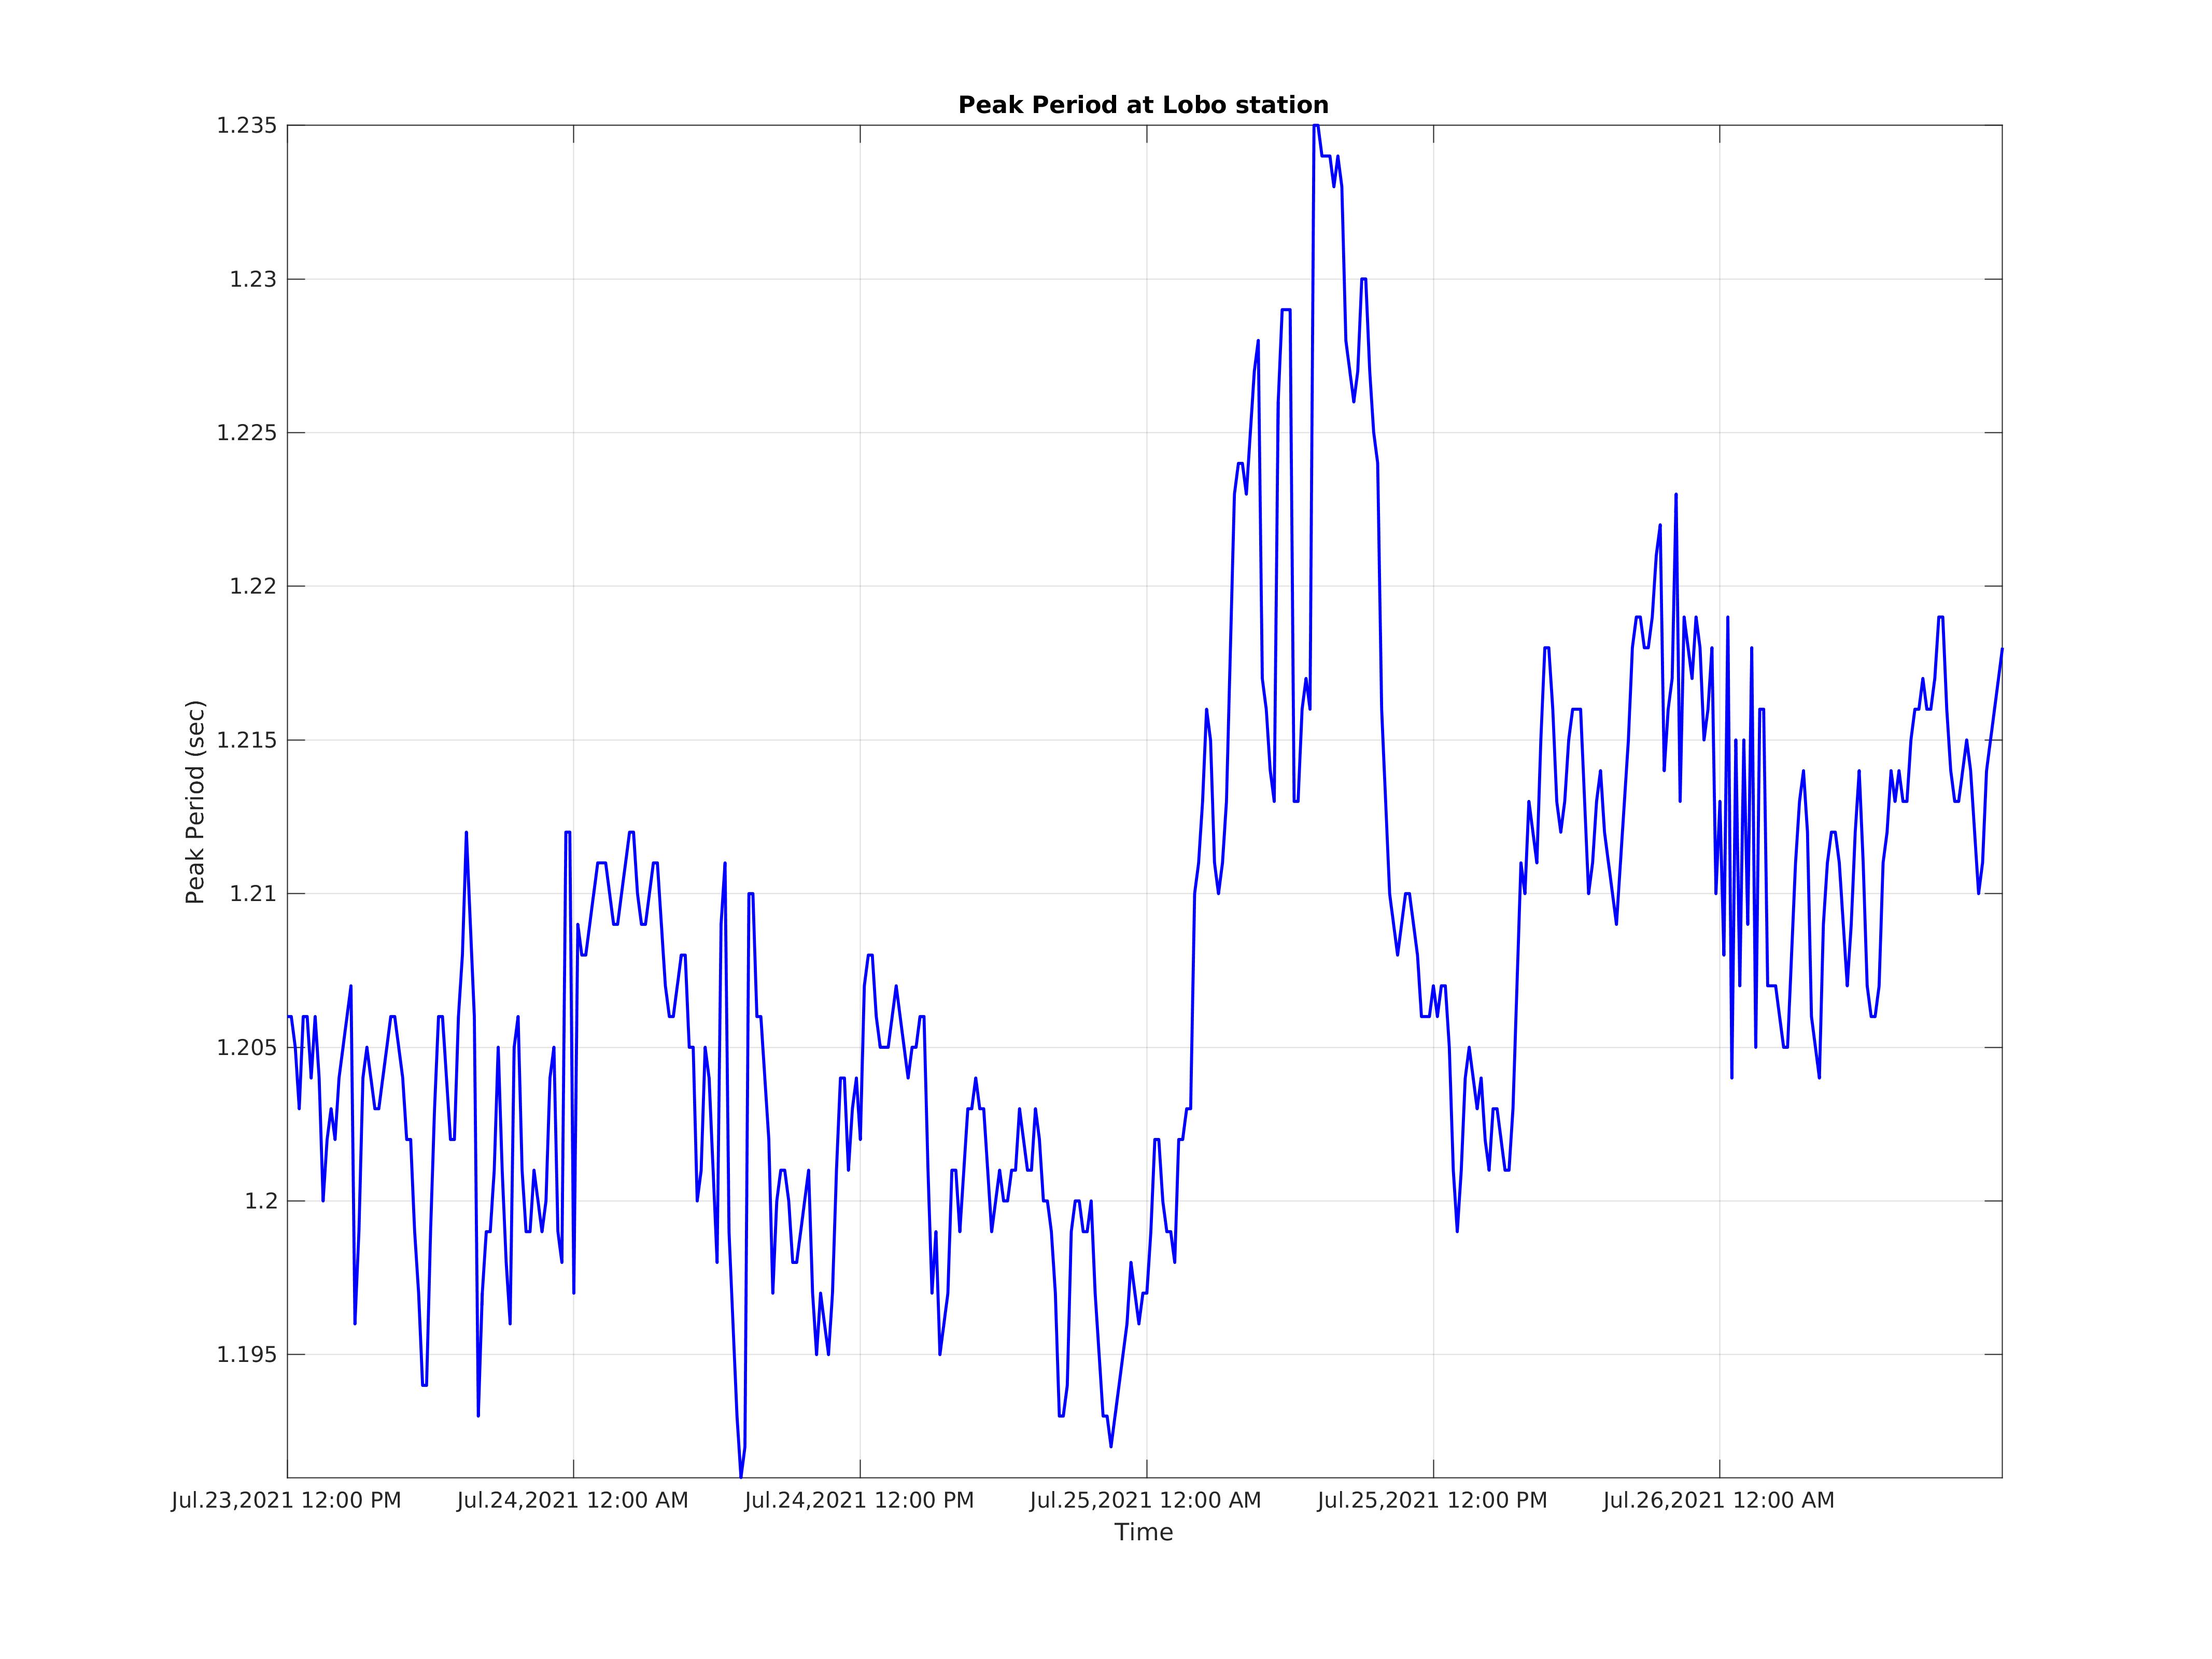 Peak Period at Lobo station
1.235
1.23
1.225
1.22
1.215
1.21
1.205
1.2
1.195
Peak Period (sec)
Jul.23,2021 12:00 PM
Jul.24,2021 12:00 AM
Jul.24,2021 12:00 PM
Jul.25,2021 12:00 AM
Jul.25,2021 12:00 PM
Jul.26,2021 12:00 AM
Time